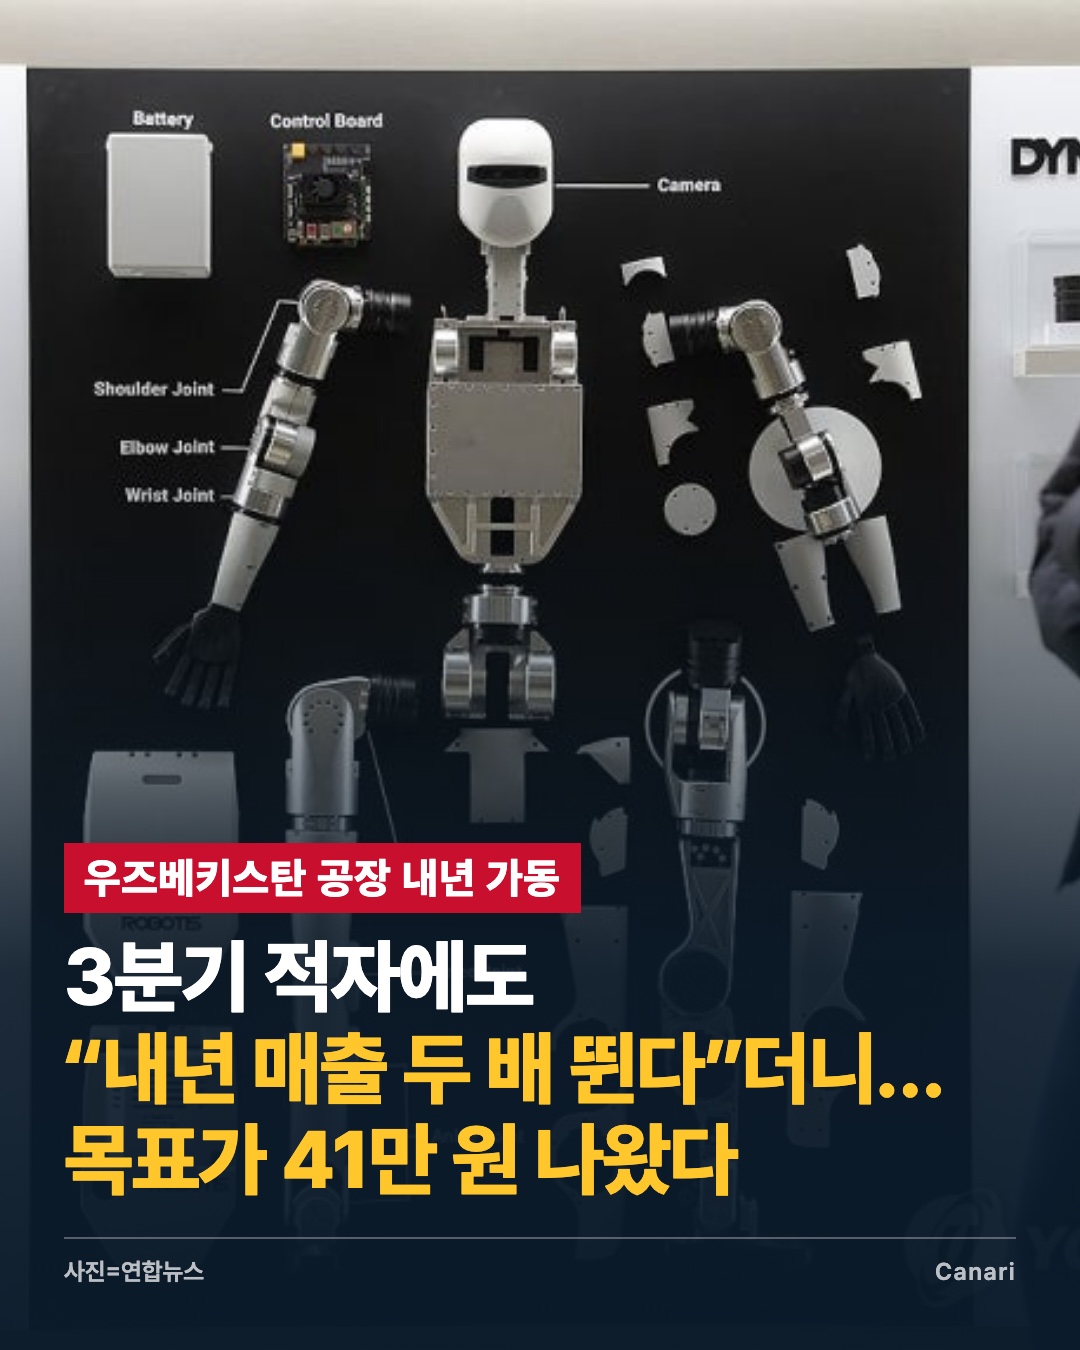 Battery
Control Board
Camera
DYN
Shoulder Joint
Elbow Joint
Wrist Joint
ROBOTIS
우즈베키스탄 공장 내년 가동
3분기 적자에도
“내년 매출 두 배 뛴다”더니...
목표가 41만 원 나왔다
사진=연합뉴스
Canari